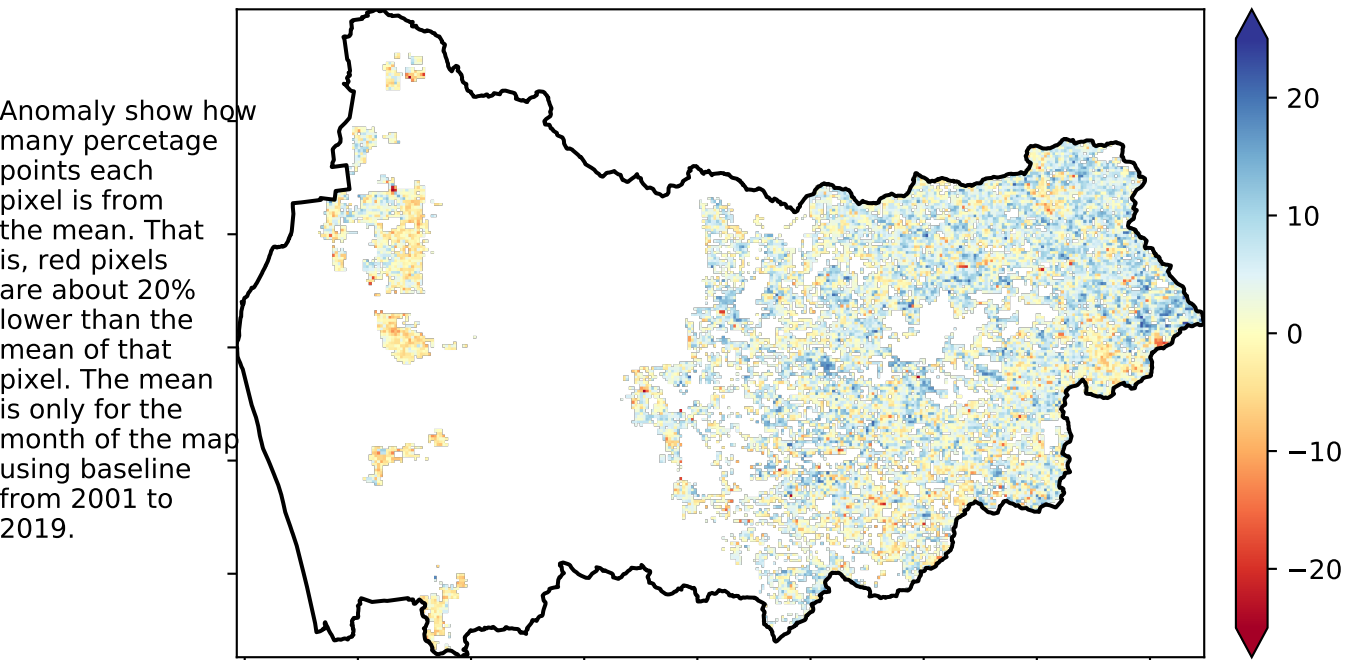 Anomaly show how
many percetage
points each
pixel is from
the mean. That
is, red pixels
are about 20%
lower than the
mean of that
pixel. The mean
is only for the
month of the map
using baseline
from 2001 to
2019.
20
10
0
−10
−20